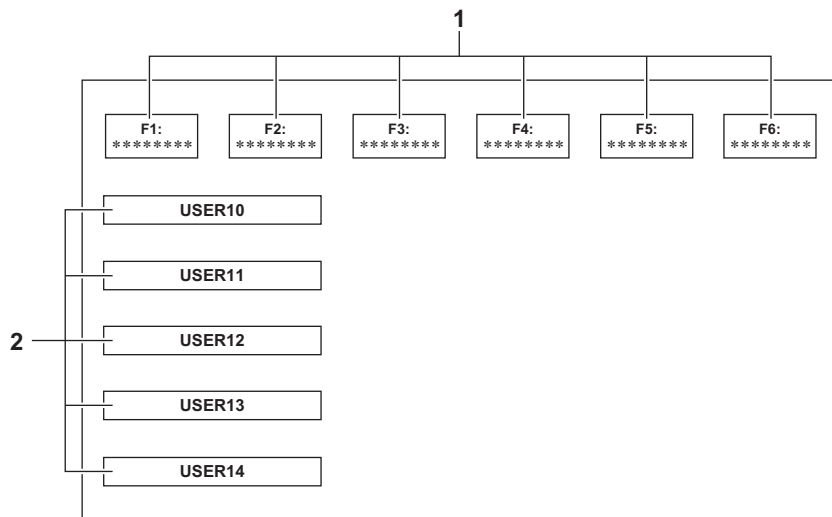 1
F1: F2: F3: F4: F5: F6:
******** ******** ******** ******** ******** ********
USER10
USER11
2 USER12
USER13
USER14